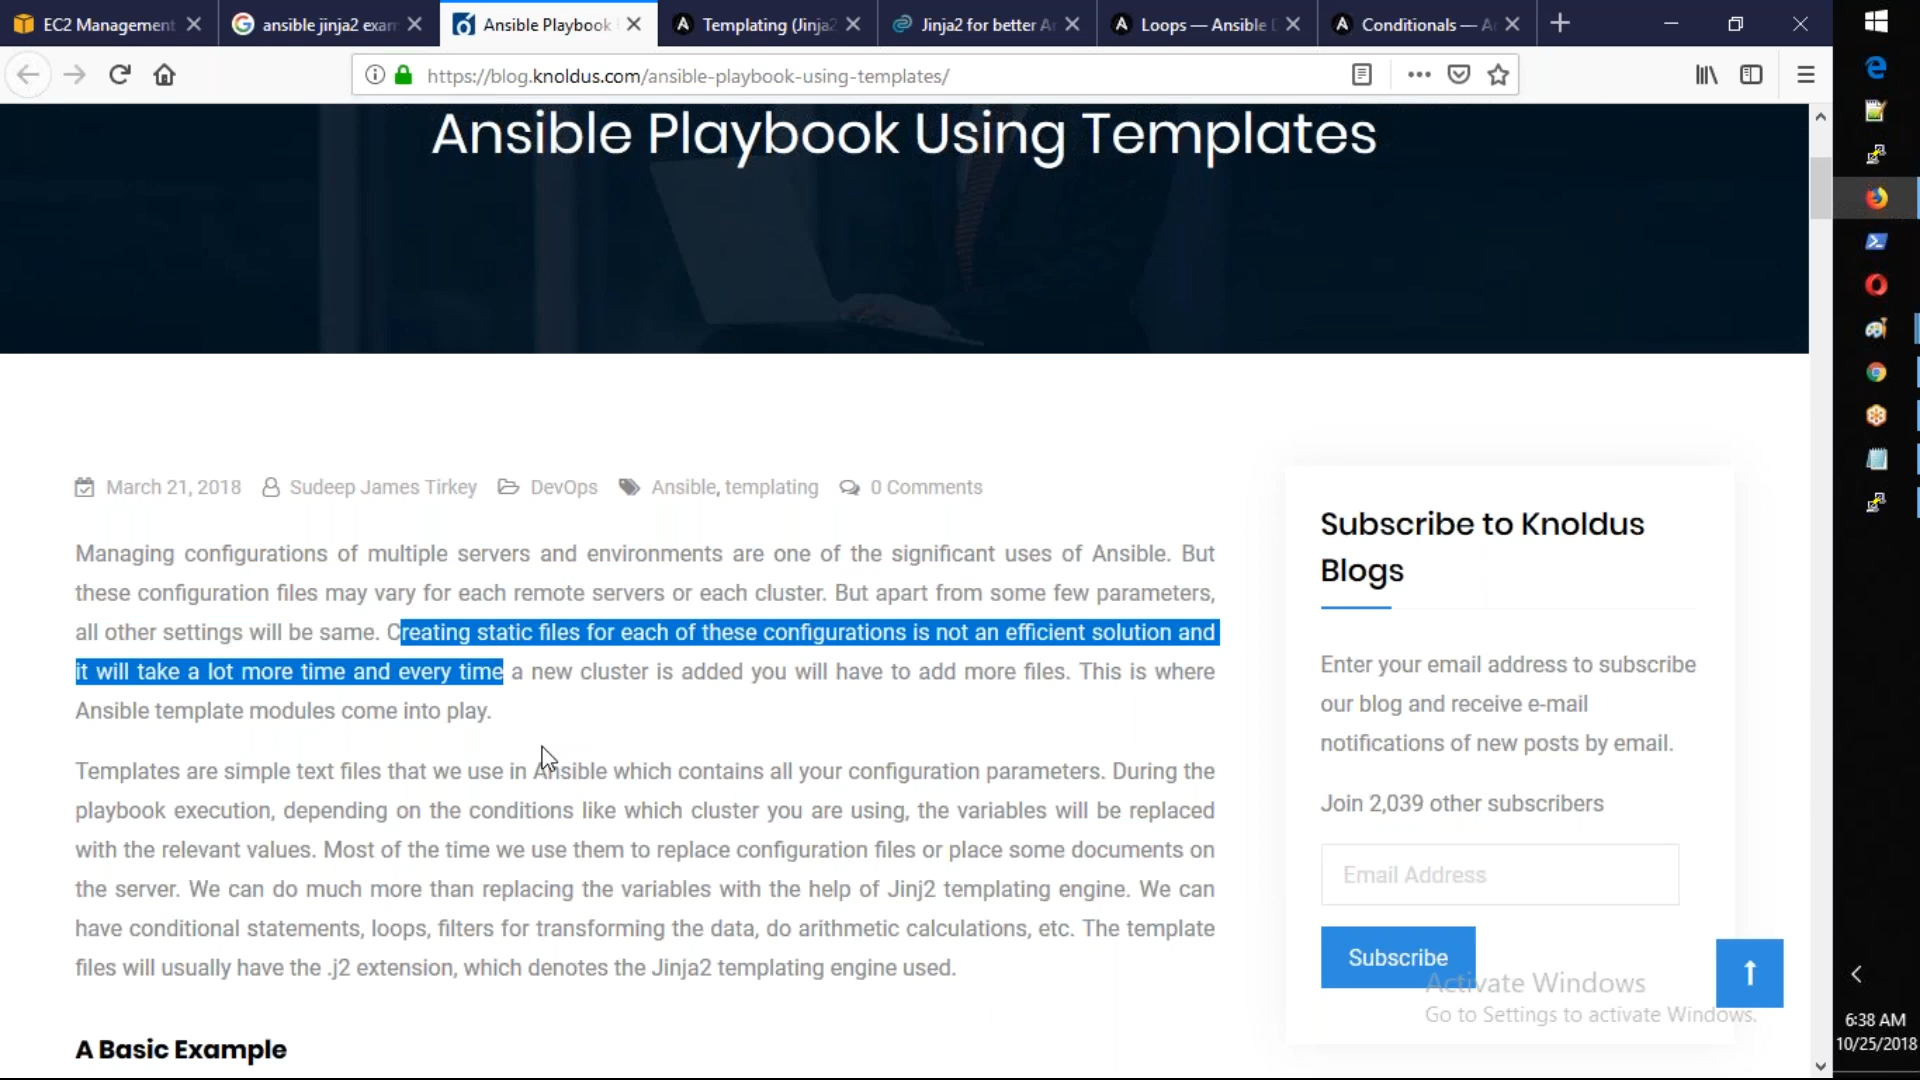 EC2 Management
ansible jinja2 exam
Ansible Playbook
Templating (Jinja2
Jinja2 for better An
Loops — Ansible D
Conditionals — A
https://blog.knoldus.com/ansible-playbook-using-templates/
Ansible Playbook Using Templates
March 21, 2018 Sudeep James Tirkey DevOps Ansible, templating 0 Comments
Managing configurations of multiple servers and environments are one of the significant uses of Ansible. But
these configuration files may vary for each remote servers or each cluster. But apart from some few parameters,
all other settings will be same. Creating static files for each of these configurations is not an efficient solution and
it will take a lot more time and every time a new cluster is added you will have to add more files. This is where
Ansible template modules come into play.
Templates are simple text files that we use in Ansible which contains all your configuration parameters. During the
playbook execution, depending on the conditions like which cluster you are using, the variables will be replaced
with the relevant values. Most of the time we use them to replace configuration files or place some documents on
the server. We can do much more than replacing the variables with the help of Jinj2 templating engine. We can
have conditional statements, loops, filters for transforming the data, do arithmetic calculations, etc. The template
files will usually have the .j2 extension, which denotes the Jinja2 templating engine used.
A Basic Example
Subscribe to Knoldus
Blogs
Enter your email address to subscribe
our blog and receive e-mail
notifications of new posts by email.
Join 2,039 other subscribers
Email Address
Subscribe
Activate Windows
Go to Settings to activate Windows.
6:38 AM
10/25/2018